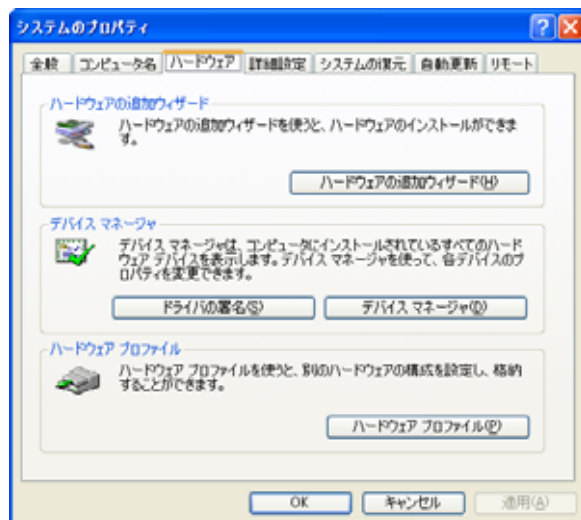 システムのプロパティ
全般 コンピュータ名 ハードウェア 詳細設定 システムの復元 自動更新 リモート
ハードウェアの追加ウィザード
ハードウェアの追加ウィザードを使うと、ハードウェアのインストールができま
す。
ハードウェアの追加ウィザード(H)
デバイス マネージャ
デバイス マネージャは、コンピュータにインストールされているすべてのハード
ウェア デバイスを表示します。デバイス マネージャを使って、各デバイスのプ
ロパティを変更できます。
ドライバの署名(S) デバイス マネージャ(D)
ハードウェア プロファイル
ハードウェア プロファイルを使うと、別のハードウェアの構成を設定し、格納
することができます。
ハードウェア プロファイル(P)
OK キャンセル 適用(A)